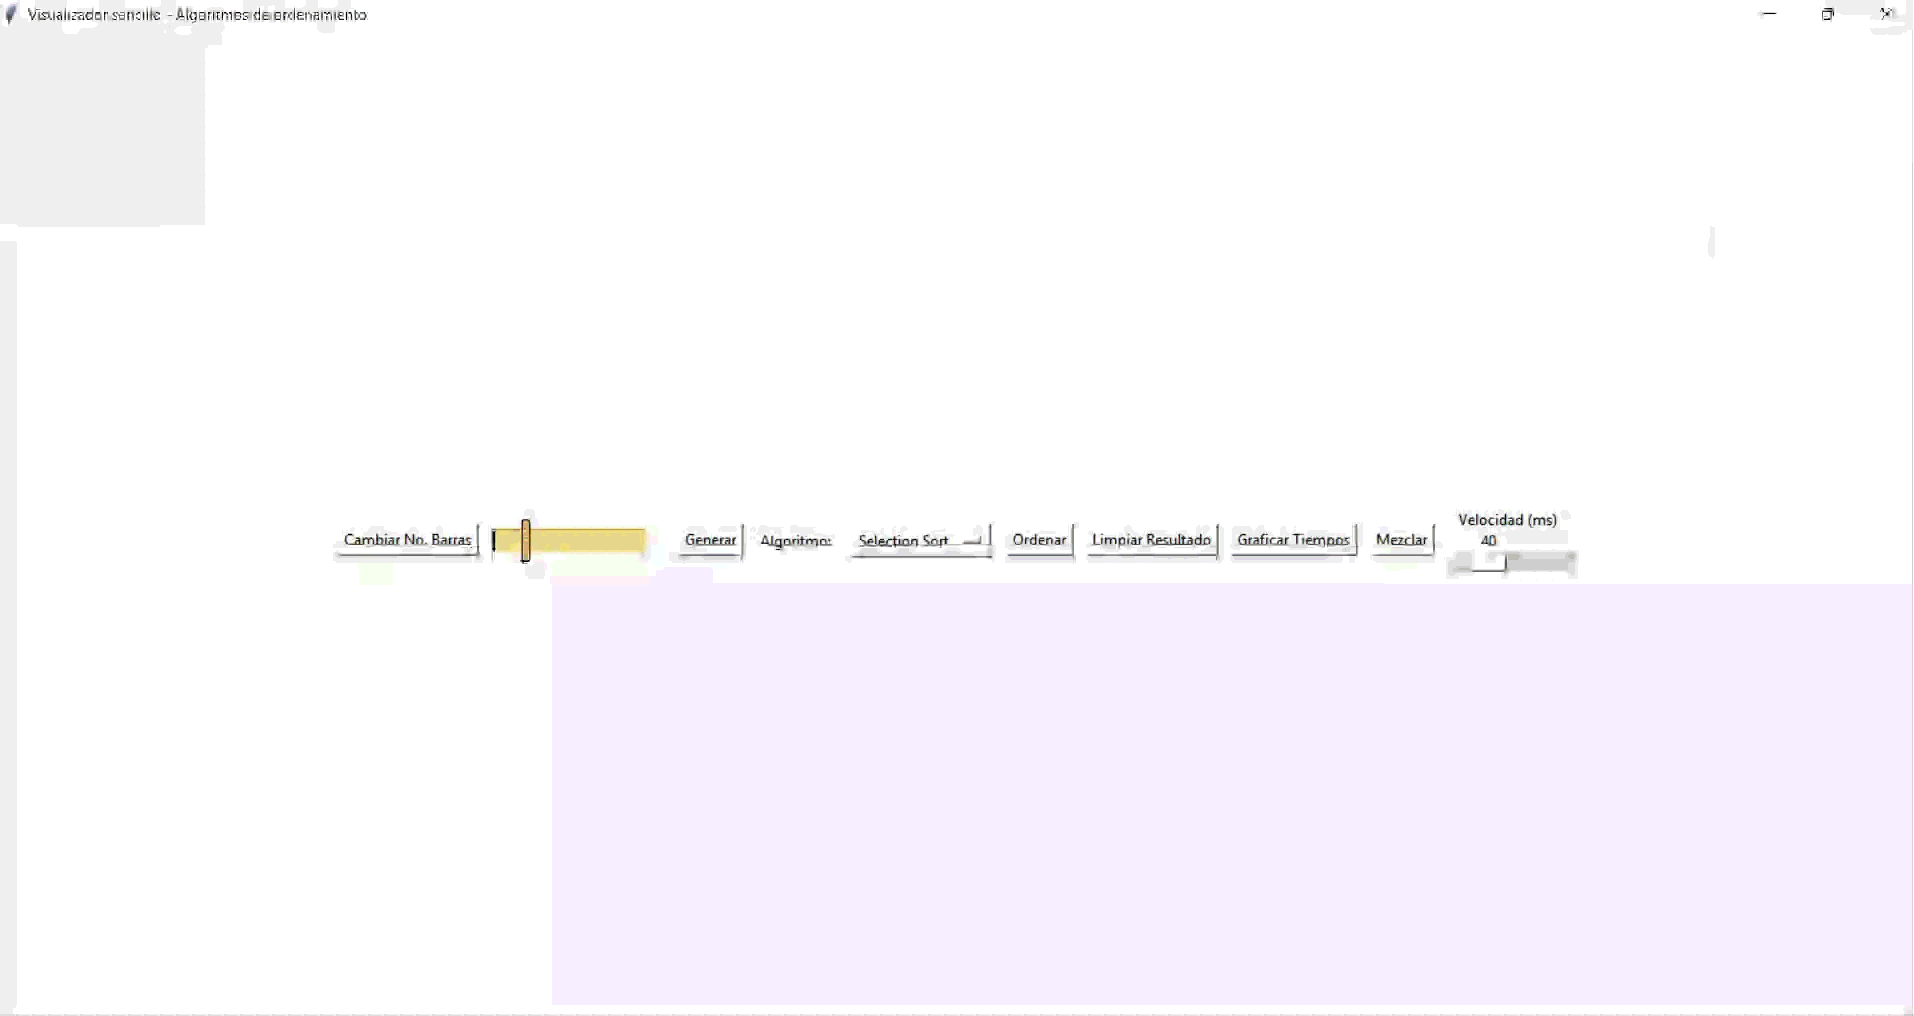 Visualizador sencillo - Algoritmos de ordenamiento
Cambiar No. Barras Generar Algoritmo: Selection Sort Ordenar Limpiar Resultado Graficar Tiempos Mezclar Velocidad (ms)
40